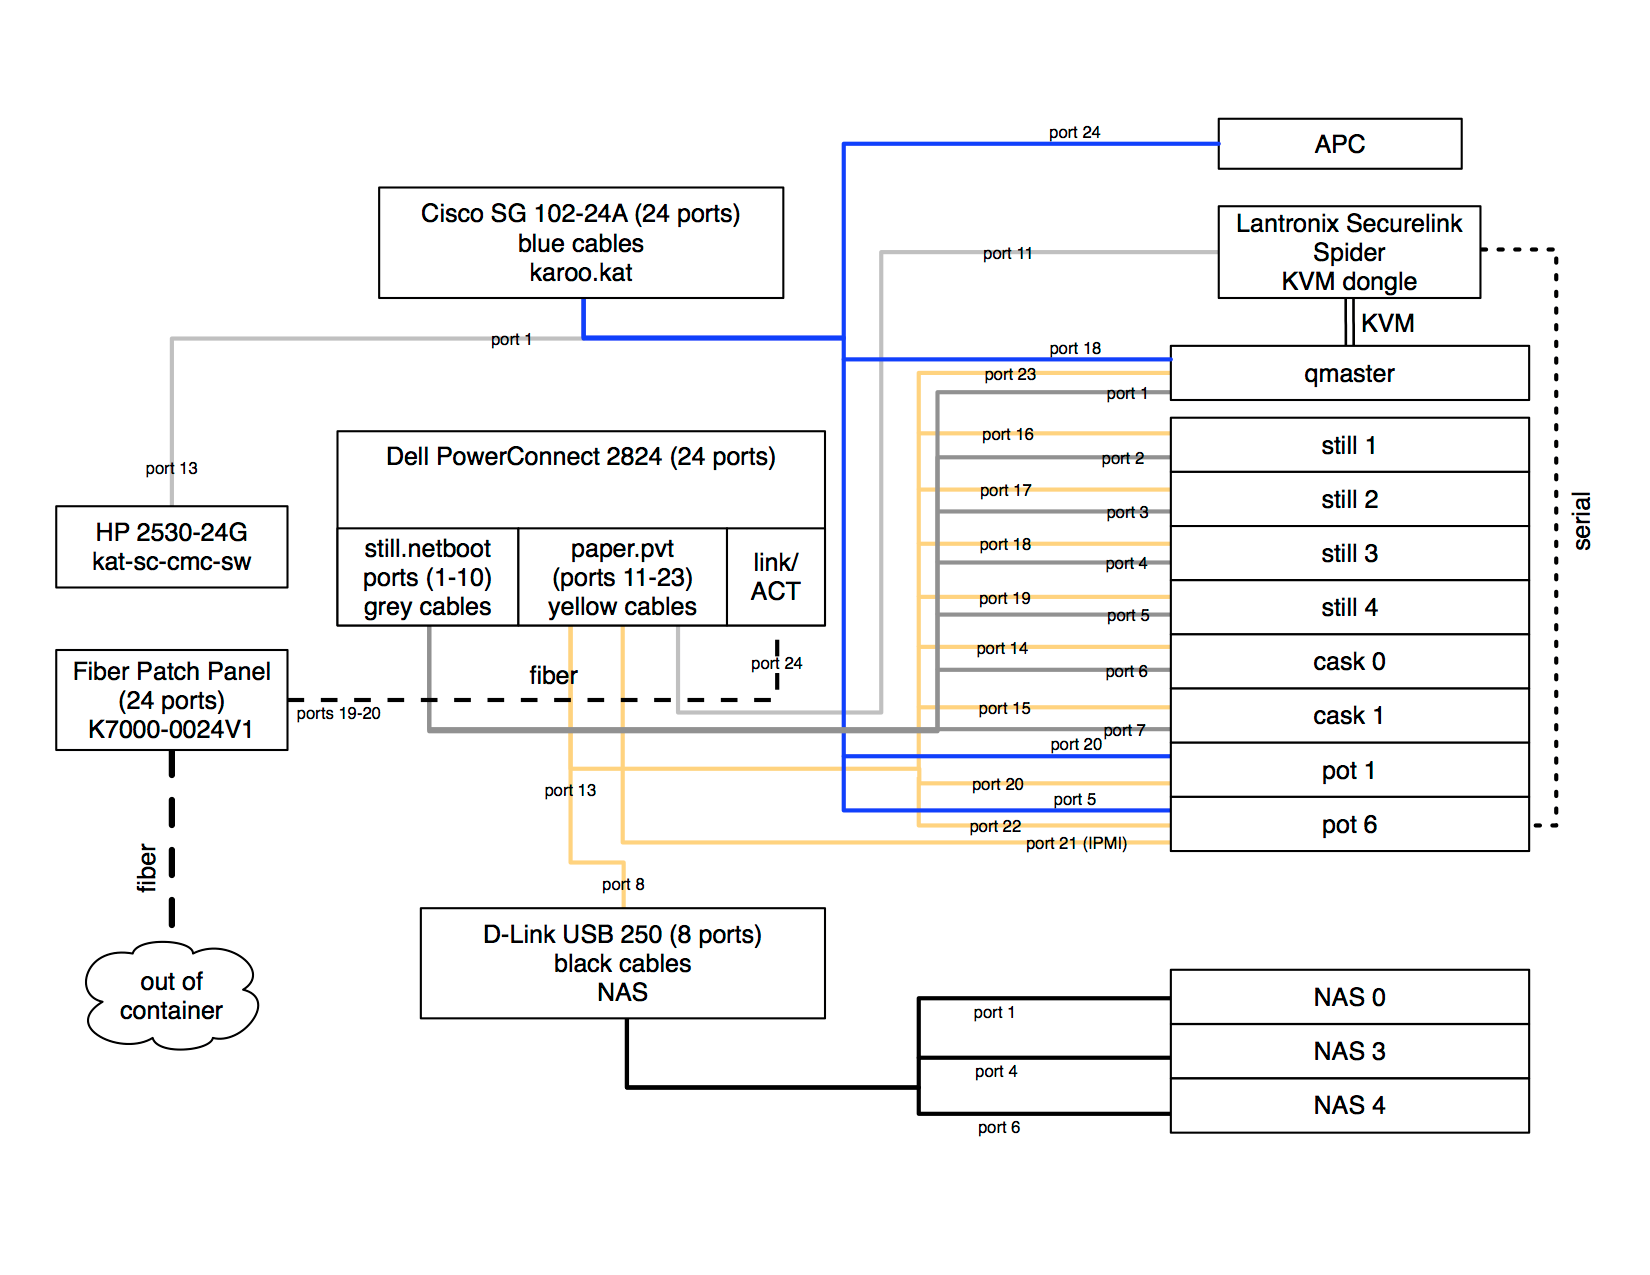 port 24
APC
Cisco SG 102-24A (24 ports)
blue cables
karoo.kat
Lantronix Securelink
Spider
KVM dongle
port 11
KVM
port 1
port 18
qmaster
port 23
port 1
Dell PowerConnect 2824 (24 ports)
still.netboot
ports (1-10)
grey cables
paper.pvt
(ports 11-23)
yellow cables
link/
ACT
port 13
HP 2530-24G
kat-sc-cmc-sw
port 16
still 1
port 2
port 17
still 2
port 3
port 18
still 3
port 4
port 19
still 4
port 5
port 14
cask 0
port 6
port 15
cask 1
port 7
port 20
pot 1
port 20
port 5
pot 6
port 22
port 21 (IPMI)
serial
Fiber Patch Panel
(24 ports)
K7000-0024V1
fiber
port 24
ports 19-20
port 13
fiber
out of
container
port 8
D-Link USB 250 (8 ports)
black cables
NAS
NAS 0
port 1
NAS 3
port 4
NAS 4
port 6